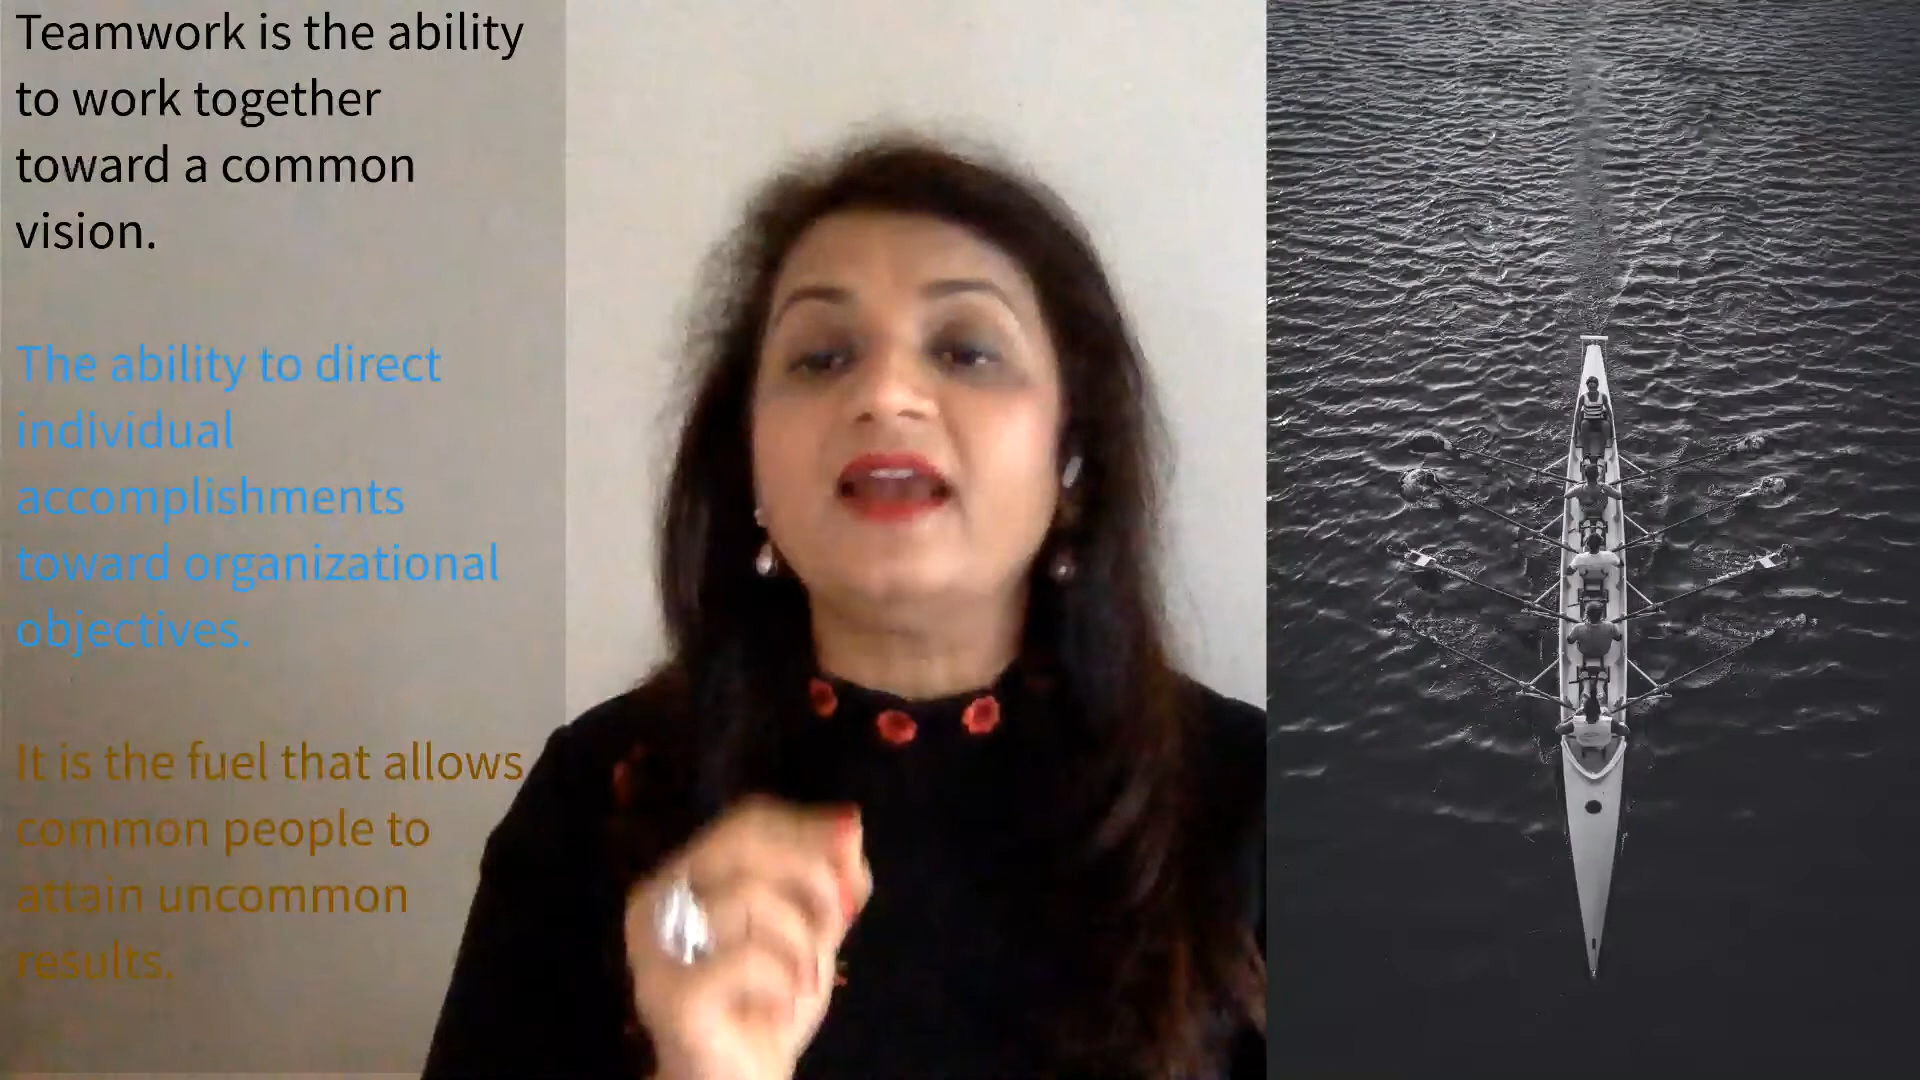 Teamwork is the ability
to work together
toward a common
vision.
The ability to direct
individual
accomplishments
toward organizational
objectives.
It is the fuel that allows
common people to
attain uncommon
results.